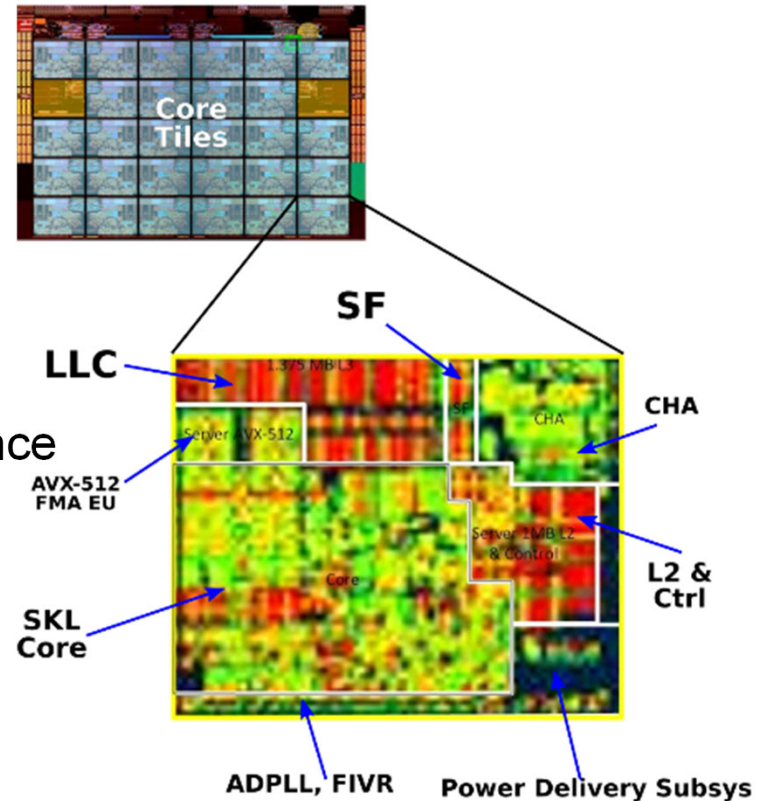 Core
Tiles
SF
LLC
1.375 MB L3
SF
CHA
CHA
nce
Server AVX-512
AVX-512
FMA EU
Server 1MB L2
& Control
Core
L2 &
Ctrl
SKL
Core
ADPLL, FIVR
Power Delivery Subsys